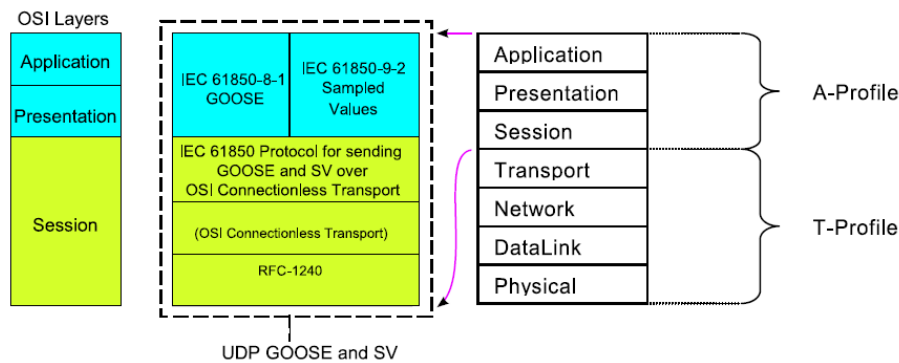 OSI Layers
Application
Presentation
Session
IEC 61850-8-1
GOOSE
IEC 61850-9-2
Sampled
Values
IEC 61850 Protocol for sending
GOOSE and SV over
OSI Connectionless Transport
(OSI Connectionless Transport)
RFC-1240
UDP GOOSE and SV
Application
Presentation
Session
Transport
Network
DataLink
Physical
A-Profile
T-Profile